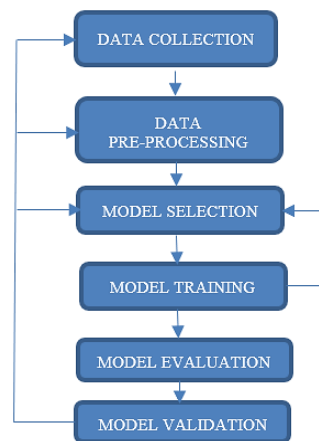 DATA COLLECTION
DATA
PRE-PROCESSING
MODEL SELECTION
MODEL TRAINING
MODEL EVALUATION
MODEL VALIDATION